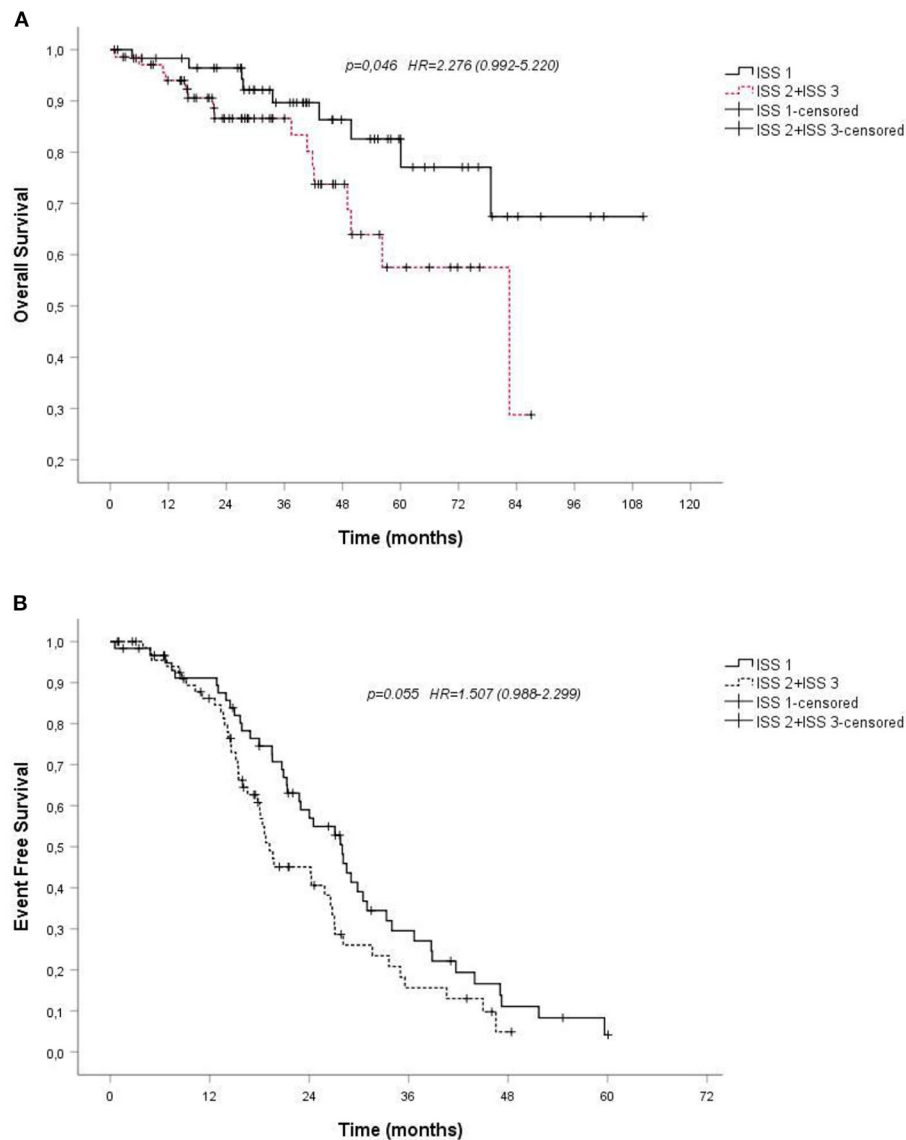 A
p=0,046 HR=2.276 (0.992-5.220)
ISS 1
ISS 2+ISS 3
ISS 1-censored
ISS 2+ISS 3-censored
1,0
0,9
0,8
0,7
0,6
0,5
0,4
0,3
0,2
Overall Survival
0 12 24 36 48 60 72 84 96 108 120
Time (months)
B
p=0.055 HR=1.507 (0.988-2.299)
ISS 1
ISS 2+ISS 3
ISS 1-censored
ISS 2+ISS 3-censored
1,0
0,9
0,8
0,7
0,6
0,5
0,4
0,3
0,2
0,1
0,0
Event Free Survival
0 12 24 36 48 60 72
Time (months)